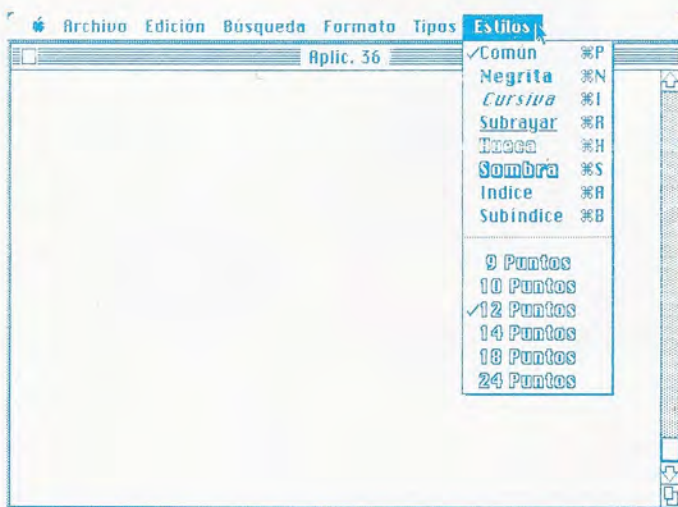 Archivo Edición Búsqueda Formato Tipos Estilos
Aplic. 36
✓Común ⌘P
Negrita ⌘N
Cursiva ⌘I
Subrayar ⌘R
Hueca ⌘H
Sombra ⌘S
Indice ⌘A
Subíndice ⌘B
9 Puntos
10 Puntos
✓12 Puntos
14 Puntos
18 Puntos
24 Puntos